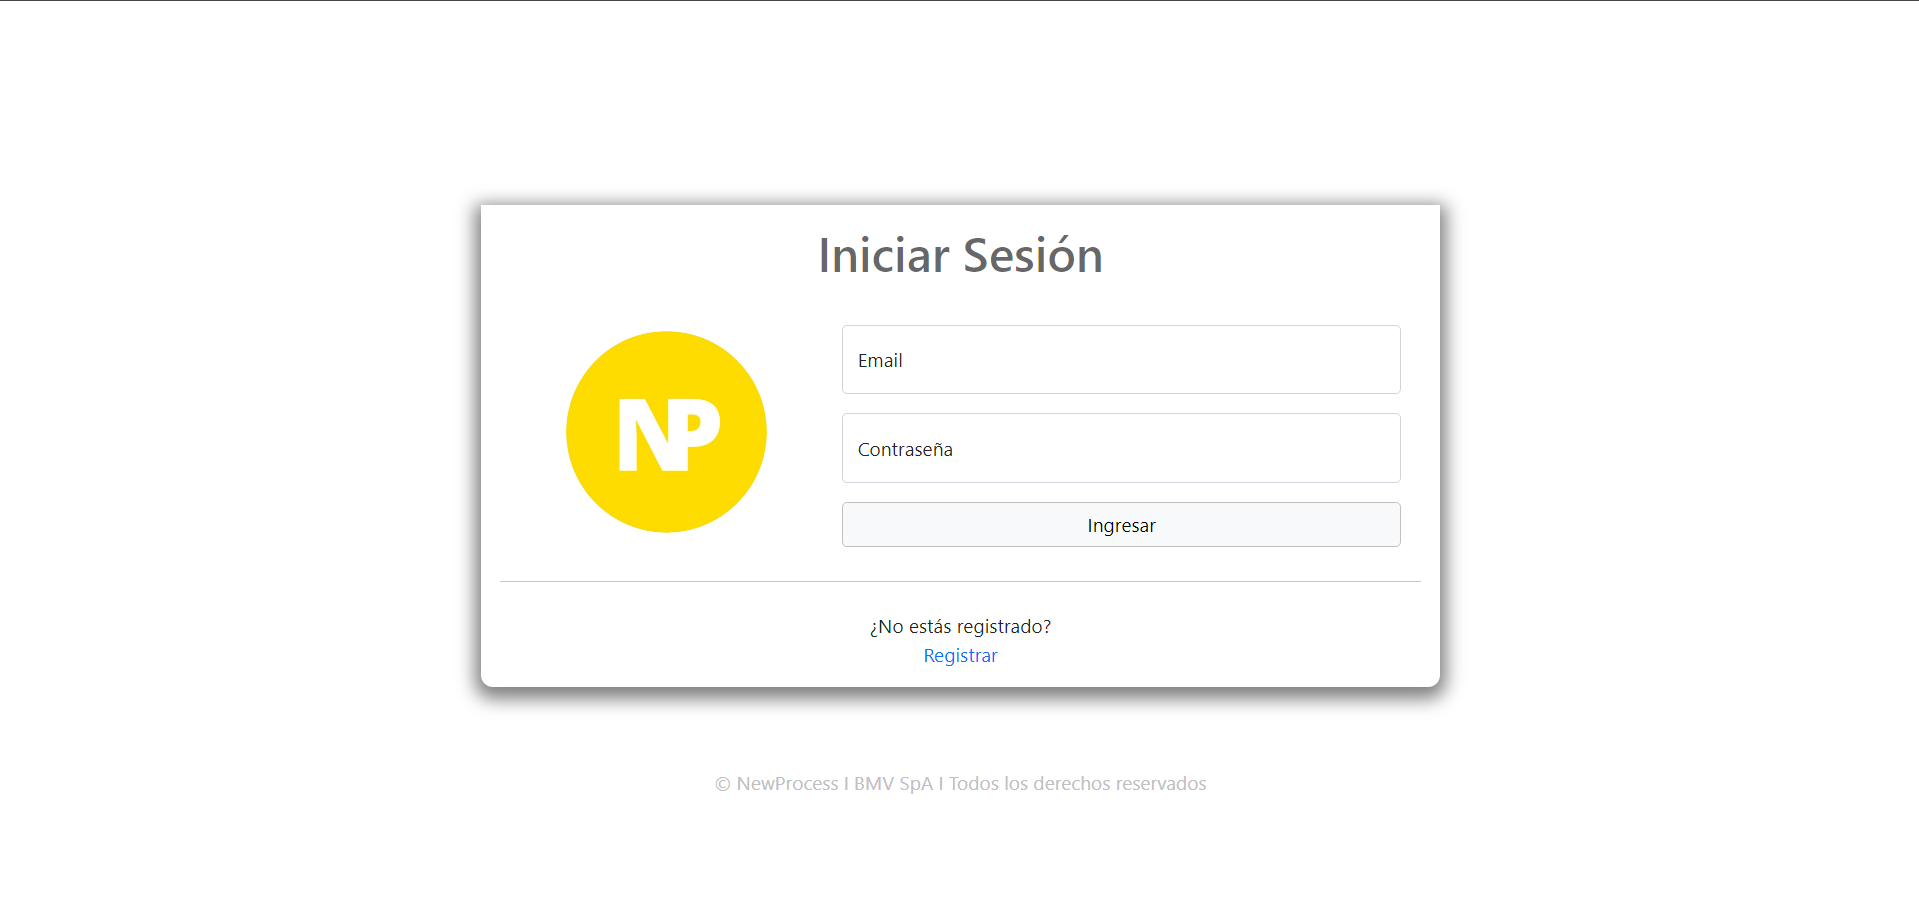 Iniciar Sesión
NP
Email
Contraseña
Ingresar
¿No estás registrado?
Registrar
© NewProcess I BMV SpA I Todos los derechos reservados